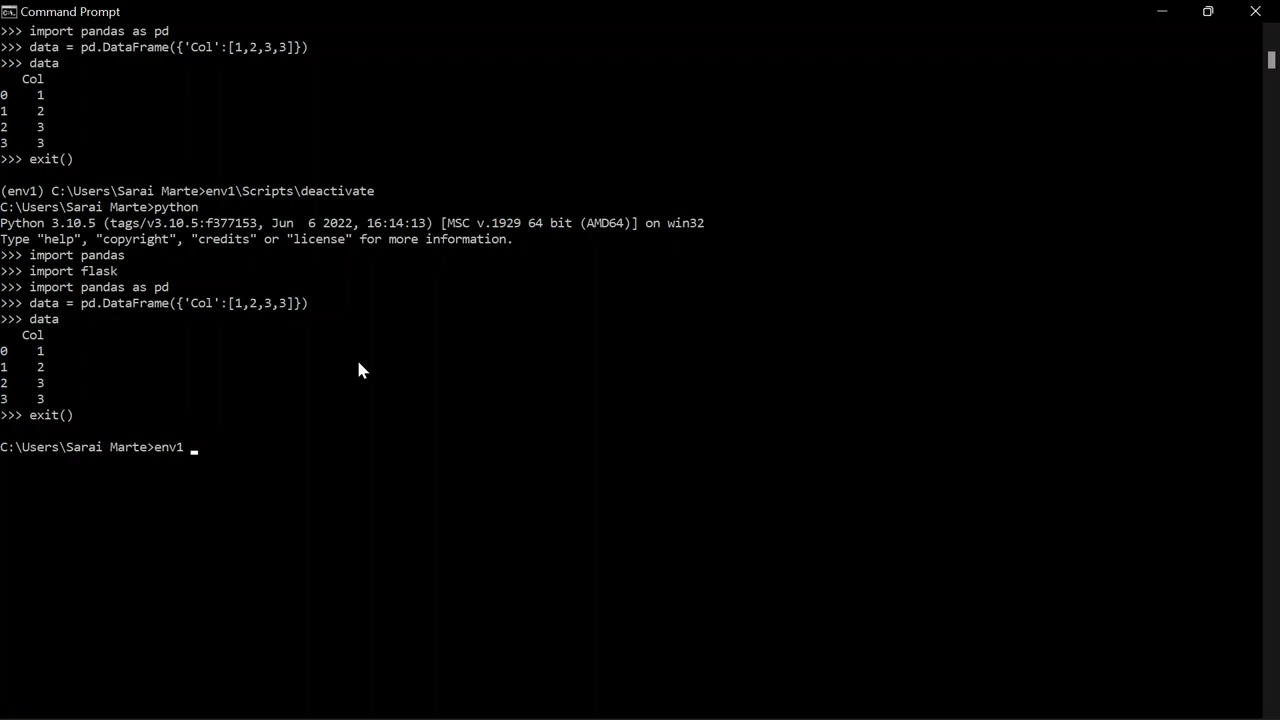 Command Prompt
>>> import pandas as pd
>>> data = pd.DataFrame({'Col':[1,2,3,3]})
>>> data
   Col
0    1
1    2
2    3
3    3
>>> exit()
(env1) C:\Users\Sarai Marte>env1\Scripts\deactivate
C:\Users\Sarai Marte>python
Python 3.10.5 (tags/v3.10.5:f377153, Jun  6 2022, 16:14:13) [MSC v.1929 64 bit (AMD64)] on win32
Type "help", "copyright", "credits" or "license" for more information.
>>> import pandas
>>> import flask
>>> import pandas as pd
>>> data = pd.DataFrame({'Col':[1,2,3,3]})
>>> data
   Col
0    1
1    2
2    3
3    3
>>> exit()
C:\Users\Sarai Marte>env1